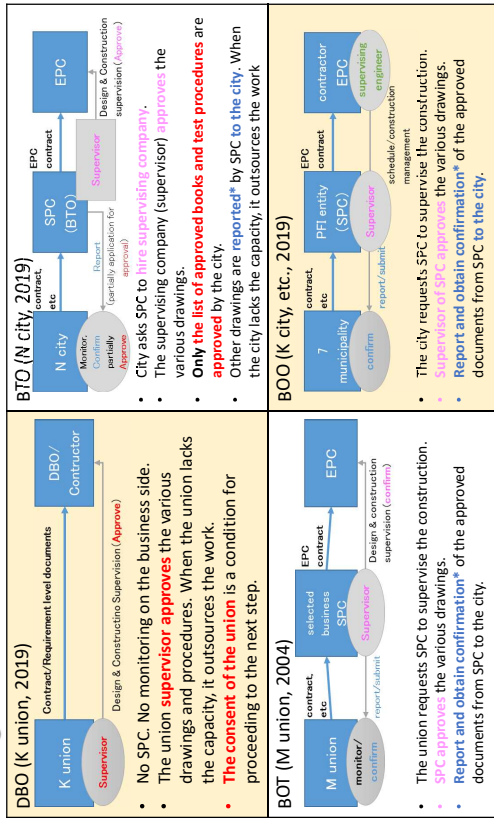 DBO (K union, 2019)
K union
Supervisor
Contract/Requirement level documents
DBO/
Contractor
Design & Constructino Supervision (Approve)
• No SPC. No monitoring on the business side.
• The union supervisor approves the various
drawings and procedures. When the union lacks
the capacity, it outsources the work.
• The consent of the union is a condition for
proceeding to the next step.
BTO (N city, 2019)
N city
Monitor,
Confirm
partially
Approve
contract,
etc
SPC
(BTO)
Supervisor
EPC
contract
EPC
Report
(partially application for
approval)
Design & Construction
supervision (Approve)
• City asks SPC to hire supervising company.
• The supervising company (supervisor) approves the
various drawings.
• Only the list of approved books and test procedures are
approved by the city.
• Other drawings are reported* by SPC to the city. When
the city lacks the capacity, it outsources the work
BOT (M union, 2004)
M union
monitor/
confirm
contract,
etc
selected
business
SPC
Supervisor
EPC
contract
EPC
report/submit
Design & construction
supervision (confirm)
• The union requests SPC to supervise the construction.
• SPC approves the various drawings.
• Report and obtain confirmation* of the approved
documents from SPC to the city.
BOO (K city, etc., 2019)
7
municipality
confirm
contract,
etc
PFI entity
(SPC)
Supervisor
EPC
contract
contractor
EPC
supervising
engineer
report/submit
schedule/construction
management
• The city requests SPC to supervise the construction.
• Supervisor of SPC approves the various drawings.
• Report and obtain confirmation* of the approved
documents from SPC to the city.